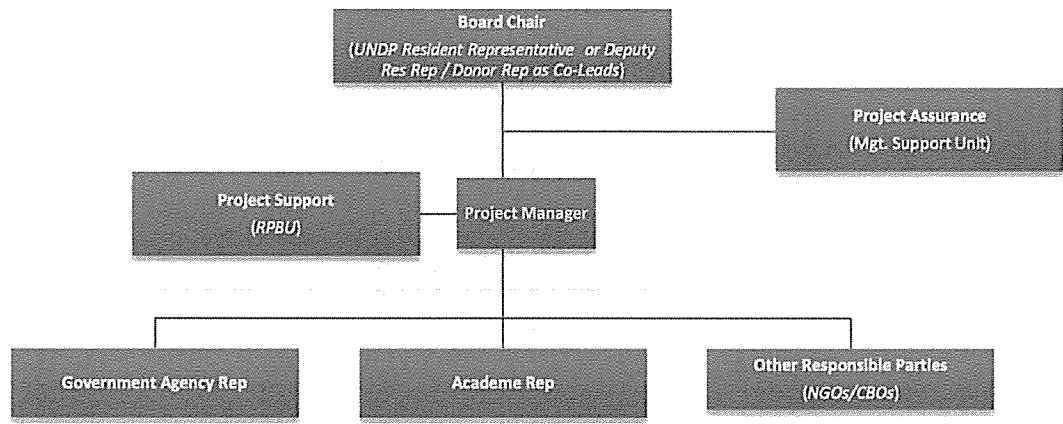 Board Chair
(UNDP Resident Representative or Deputy
Res Rep / Donor Rep as Co-Leads)
Project Assurance
(Mgt. Support Unit)
Project Support
(RPBU)
Project Manager
Government Agency Rep
Academe Rep
Other Responsible Parties
(NGOs/CBOs)